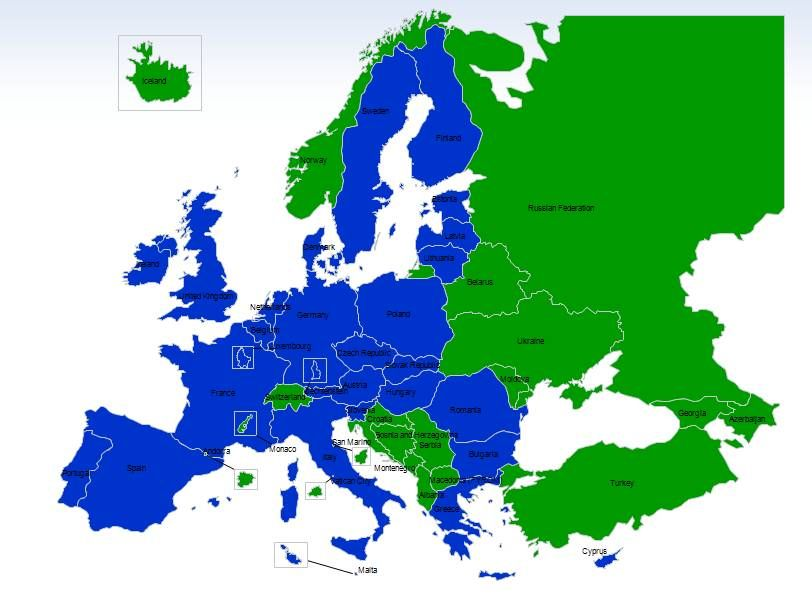 Iceland
Sweden
Finland
Norway
Russian Federation
Estonia
Latvia
Denmark
Lithuania
Ireland
Belarus
United Kingdom
Netherlands
Germany
Poland
Belgium
Ukraine
Luxembourg
Czech Republic
Slovak Republic
Moldova
Austria
Liechtenstein
France
Hungary
Switzerland
Romania
Slovenia
Croatia
Georgia
Azerbaijan
Bosnia and Herzegovina
San Marino
Serbia
Monaco
Andorra
Italy
Bulgaria
Portugal
Spain
Montenegro
Vatican City
Macedonia
Turkey
Albania
Greece
Cyprus
Malta